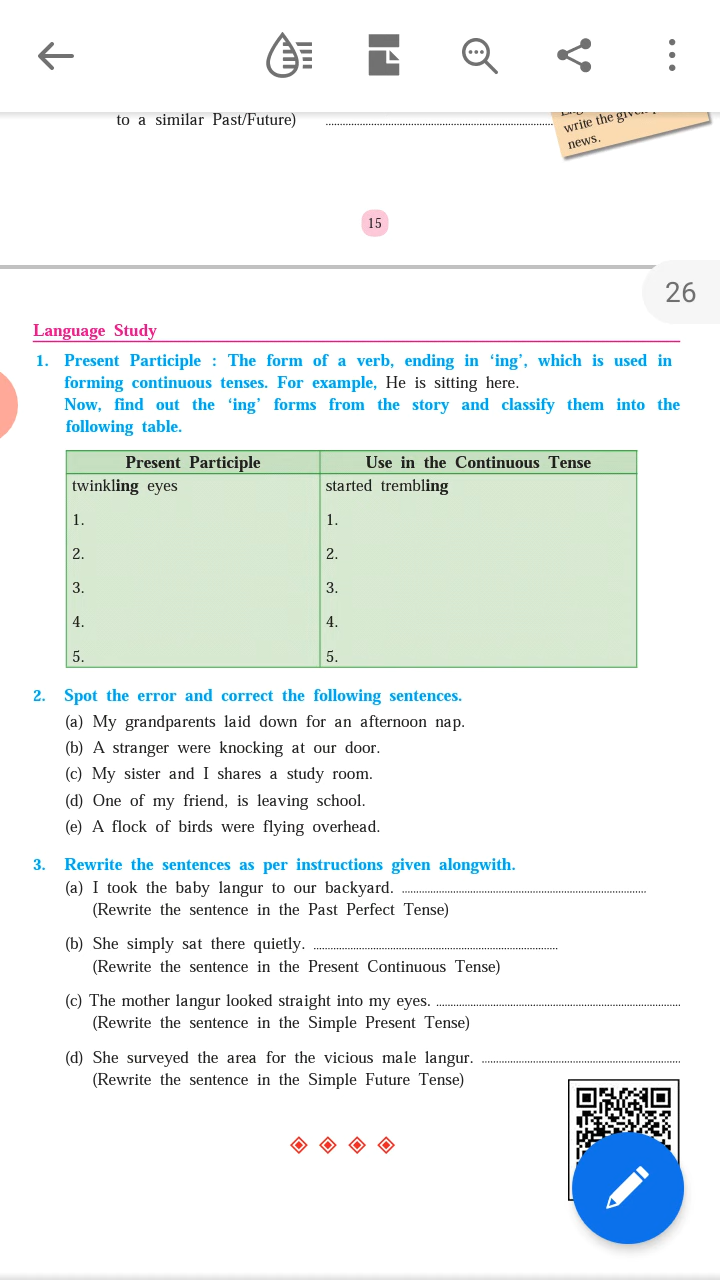 to a similar Past/Future)
write the
news.
15
26
Language Study
1. Present Participle : The form of a verb, ending in ‘ing’, which is used in
forming continuous tenses. For example, He is sitting here.
Now, find out the ‘ing’ forms from the story and classify them into the
following table.
Present Participle Use in the Continuous Tense
twinkling eyes started trembling
1. 1.
2. 2.
3. 3.
4. 4.
5. 5.
2. Spot the error and correct the following sentences.
(a) My grandparents laid down for an afternoon nap.
(b) A stranger were knocking at our door.
(c) My sister and I shares a study room.
(d) One of my friend, is leaving school.
(e) A flock of birds were flying overhead.
3. Rewrite the sentences as per instructions given alongwith.
(a) I took the baby langur to our backyard.
(Rewrite the sentence in the Past Perfect Tense)
(b) She simply sat there quietly.
(Rewrite the sentence in the Present Continuous Tense)
(c) The mother langur looked straight into my eyes.
(Rewrite the sentence in the Simple Present Tense)
(d) She surveyed the area for the vicious male langur.
(Rewrite the sentence in the Simple Future Tense)